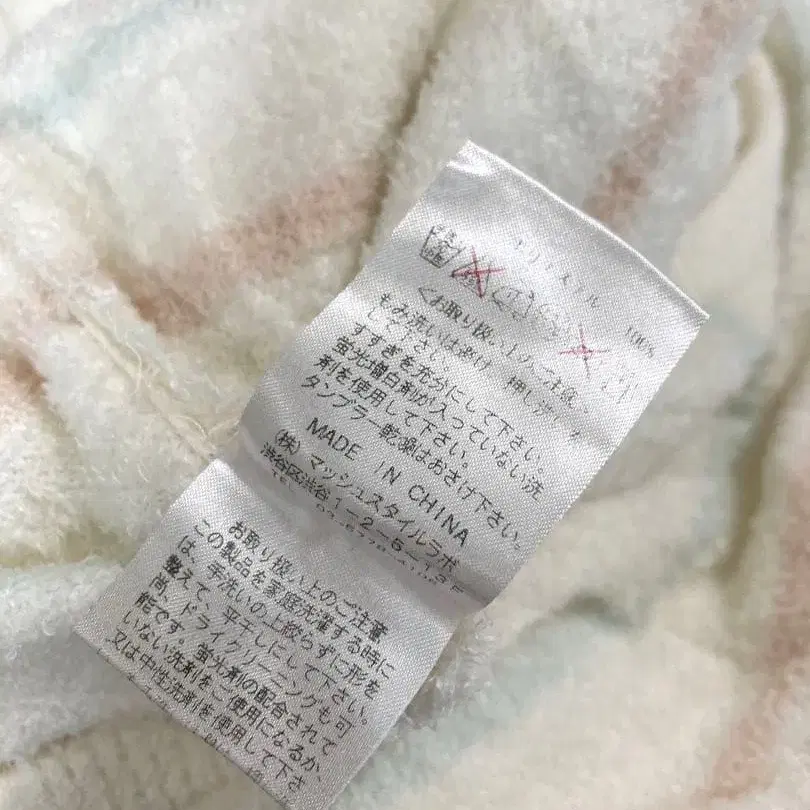 ポリエステル 100%
<お取り扱い上のご注意>
もみ洗いは避け、押し洗いを
して下さい。
すすぎを充分にして下さい。
蛍光増白剤が入っていない洗
剤を使用して下さい。
タンブラー乾燥はおさけ下さい。
MADE IN CHINA
(株) マッシュスタイルラボ
渋谷区渋谷1-2-5 13F
お取り扱い上のご注意
この製品を家庭洗濯する時に
は、手洗いの上絞らずに形を
整えて、平干しにして下さい。
尚、ドライクリーニングも可
能です。蛍光剤の配合されて
いない洗剤をご使用になるか、
又は中性洗剤を使用して下さ